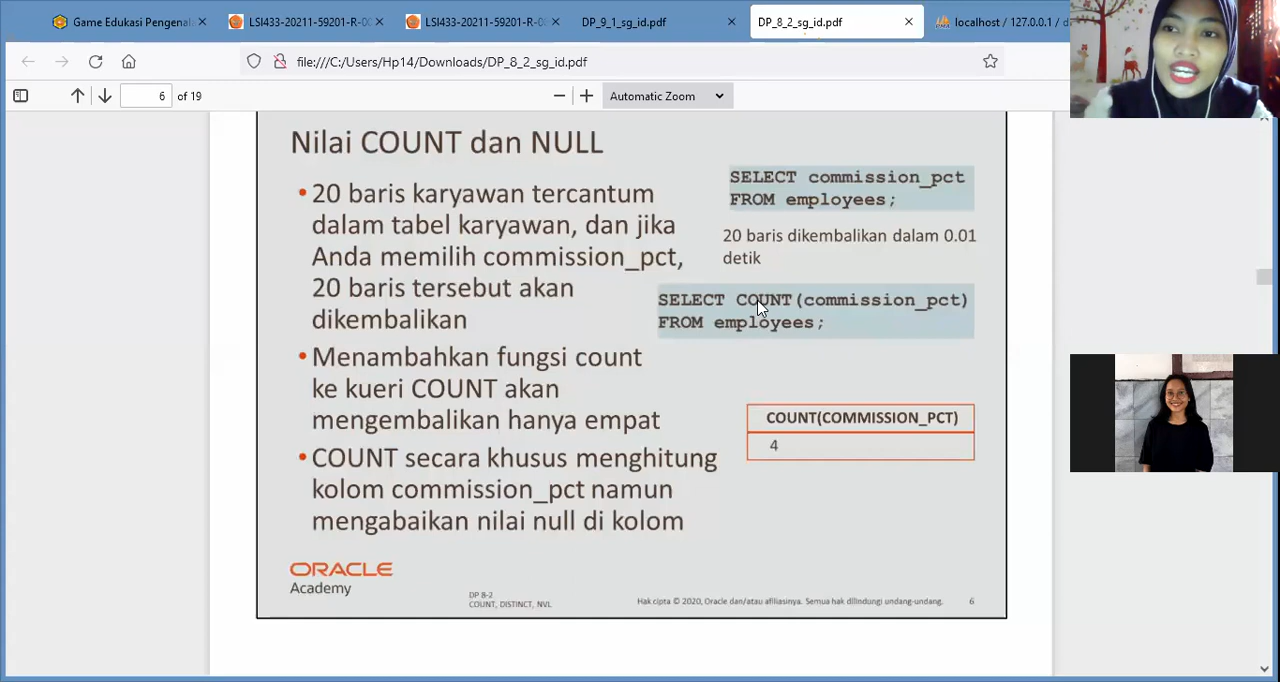 Game Edukasi Pengenal
LSI433-20211-59201-R-0
LSI433-20211-59201-R-0
DP_9_1_sg_id.pdf
DP_8_2_sg_id.pdf
localhost / 127.0.0.1 / d
file:///C:/Users/Hp14/Downloads/DP_8_2_sg_id.pdf
6 of 19
Automatic Zoom
Nilai COUNT dan NULL
• 20 baris karyawan tercantum
dalam tabel karyawan, dan jika
Anda memilih commission_pct,
20 baris tersebut akan
dikembalikan
• Menambahkan fungsi count
ke kueri COUNT akan
mengembalikan hanya empat
• COUNT secara khusus menghitung
kolom commission_pct namun
mengabaikan nilai null di kolom
SELECT commission_pct
FROM employees;
20 baris dikembalikan dalam 0.01
detik
SELECT COUNT(commission_pct)
FROM employees;
COUNT(COMMISSION_PCT)
4
ORACLE
Academy
DP 8-2
COUNT, DISTINCT, NVL
Hak cipta © 2020, Oracle dan/atau afiliasinya. Semua hak dilindungi undang-undang.
6